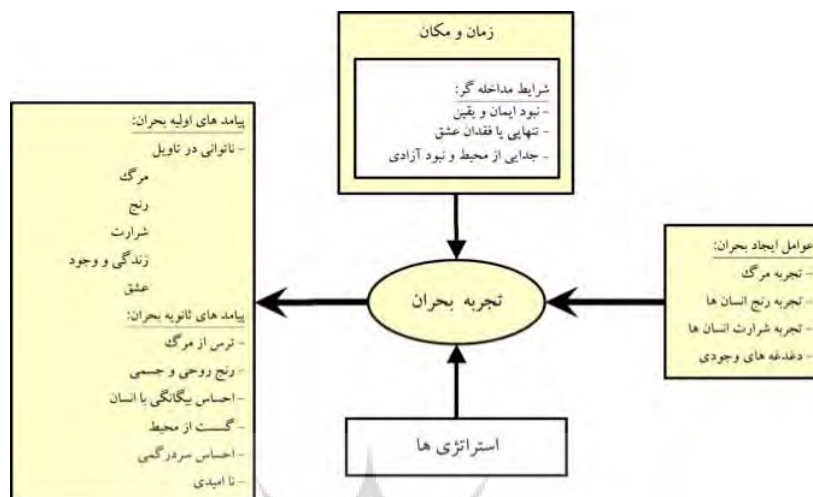 زمان و مکان
شرایط مداخله گر:
- نبود ایمان و یقین
- تنهایی یا فقدان عشق
- جدایی از محیط و نبود آزادی
عوامل ایجاد بحران:
- تجربه مرگ
- تجربه رنج انسان ها
- تجربه شرارت انسان ها
- دغدغه های وجودی
تجربه بحران
استراتژی ها
پیامد های اولیه بحران:
- ناتوانی در تاویل
مرگ
رنج
شرارت
زندگی و وجود
عشق
پیامد های ثانویه بحران:
- ترس از مرگ
- رنج روحی و جسمی
- احساس بیگانگی با انسان
- گسست از محیط
- احساس سردرگمی
- نا امیدی